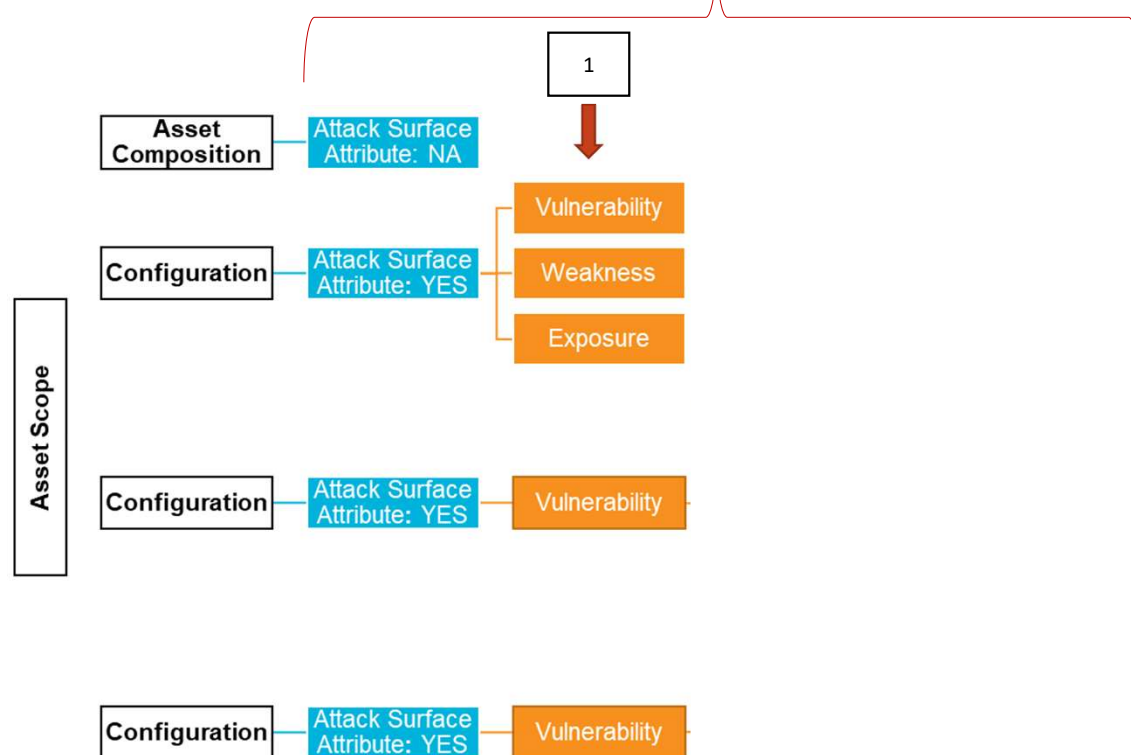 1
Asset
Composition
Attack Surface
Attribute: NA
Vulnerability
Configuration
Attack Surface
Attribute: YES
Weakness
Exposure
Asset Scope
Configuration
Attack Surface
Attribute: YES
Vulnerability
Configuration
Attack Surface
Attribute: YES
Vulnerability